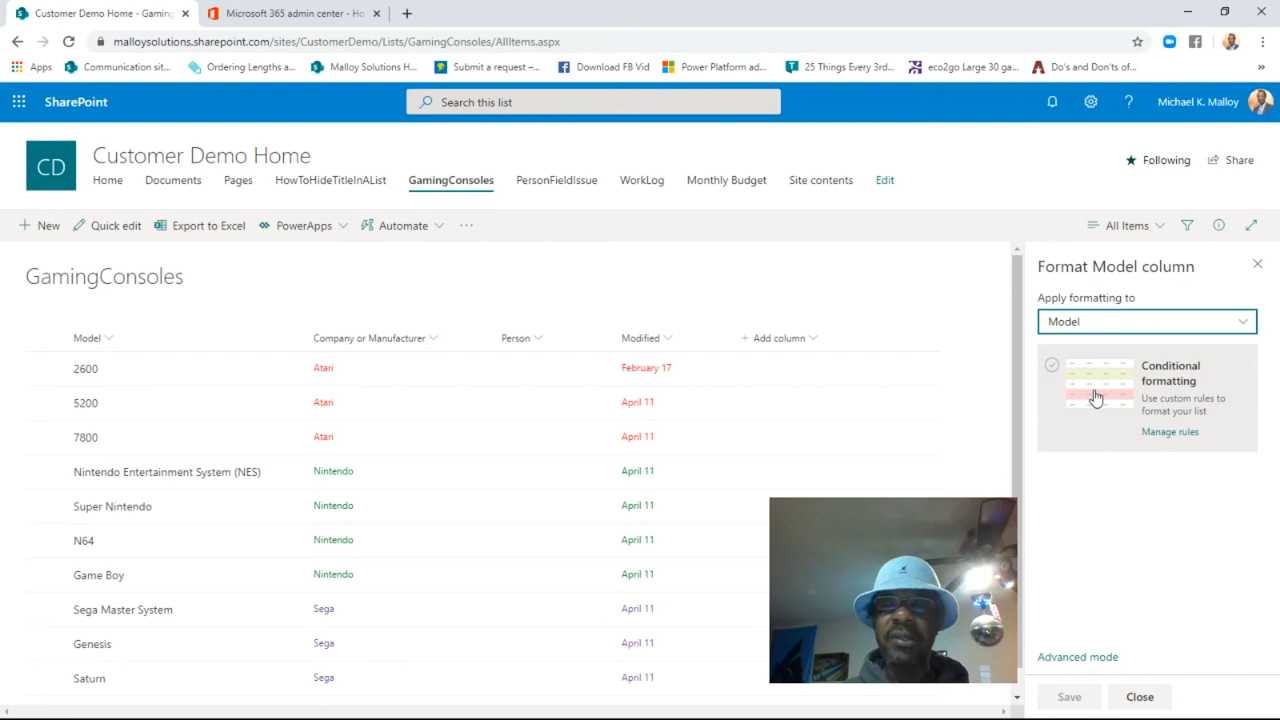 Customer Demo Home - Gaming
Microsoft 365 admin center - Ho
malloysolutions.sharepoint.com/sites/CustomerDemo/Lists/GamingConsoles/AllItems.aspx
Apps Communication sit... Ordering Lengths a... Malloy Solutions H... Submit a request –... Download FB Vid Power Platform ad... 25 Things Every 3rd... eco2go Large 30 ga... Do's and Don'ts of... »
SharePoint Search this list Michael K. Malloy
CD Customer Demo Home
Following Share
Home Documents Pages HowToHideTitleInAList GamingConsoles PersonFieldIssue WorkLog Monthly Budget Site contents Edit
New Quick edit Export to Excel PowerApps Automate ... All Items
GamingConsoles
Model Company or Manufacturer Person Modified + Add column
2600 Atari February 17
5200 Atari April 11
7800 Atari April 11
Nintendo Entertainment System (NES) Nintendo April 11
Super Nintendo Nintendo April 11
N64 Nintendo April 11
Game Boy Nintendo April 11
Sega Master System Sega April 11
Genesis Sega April 11
Saturn Sega April 11
Format Model column
Apply formatting to
Model
Conditional
formatting
Use custom rules to
format your list
Manage rules
Advanced mode
Save Close